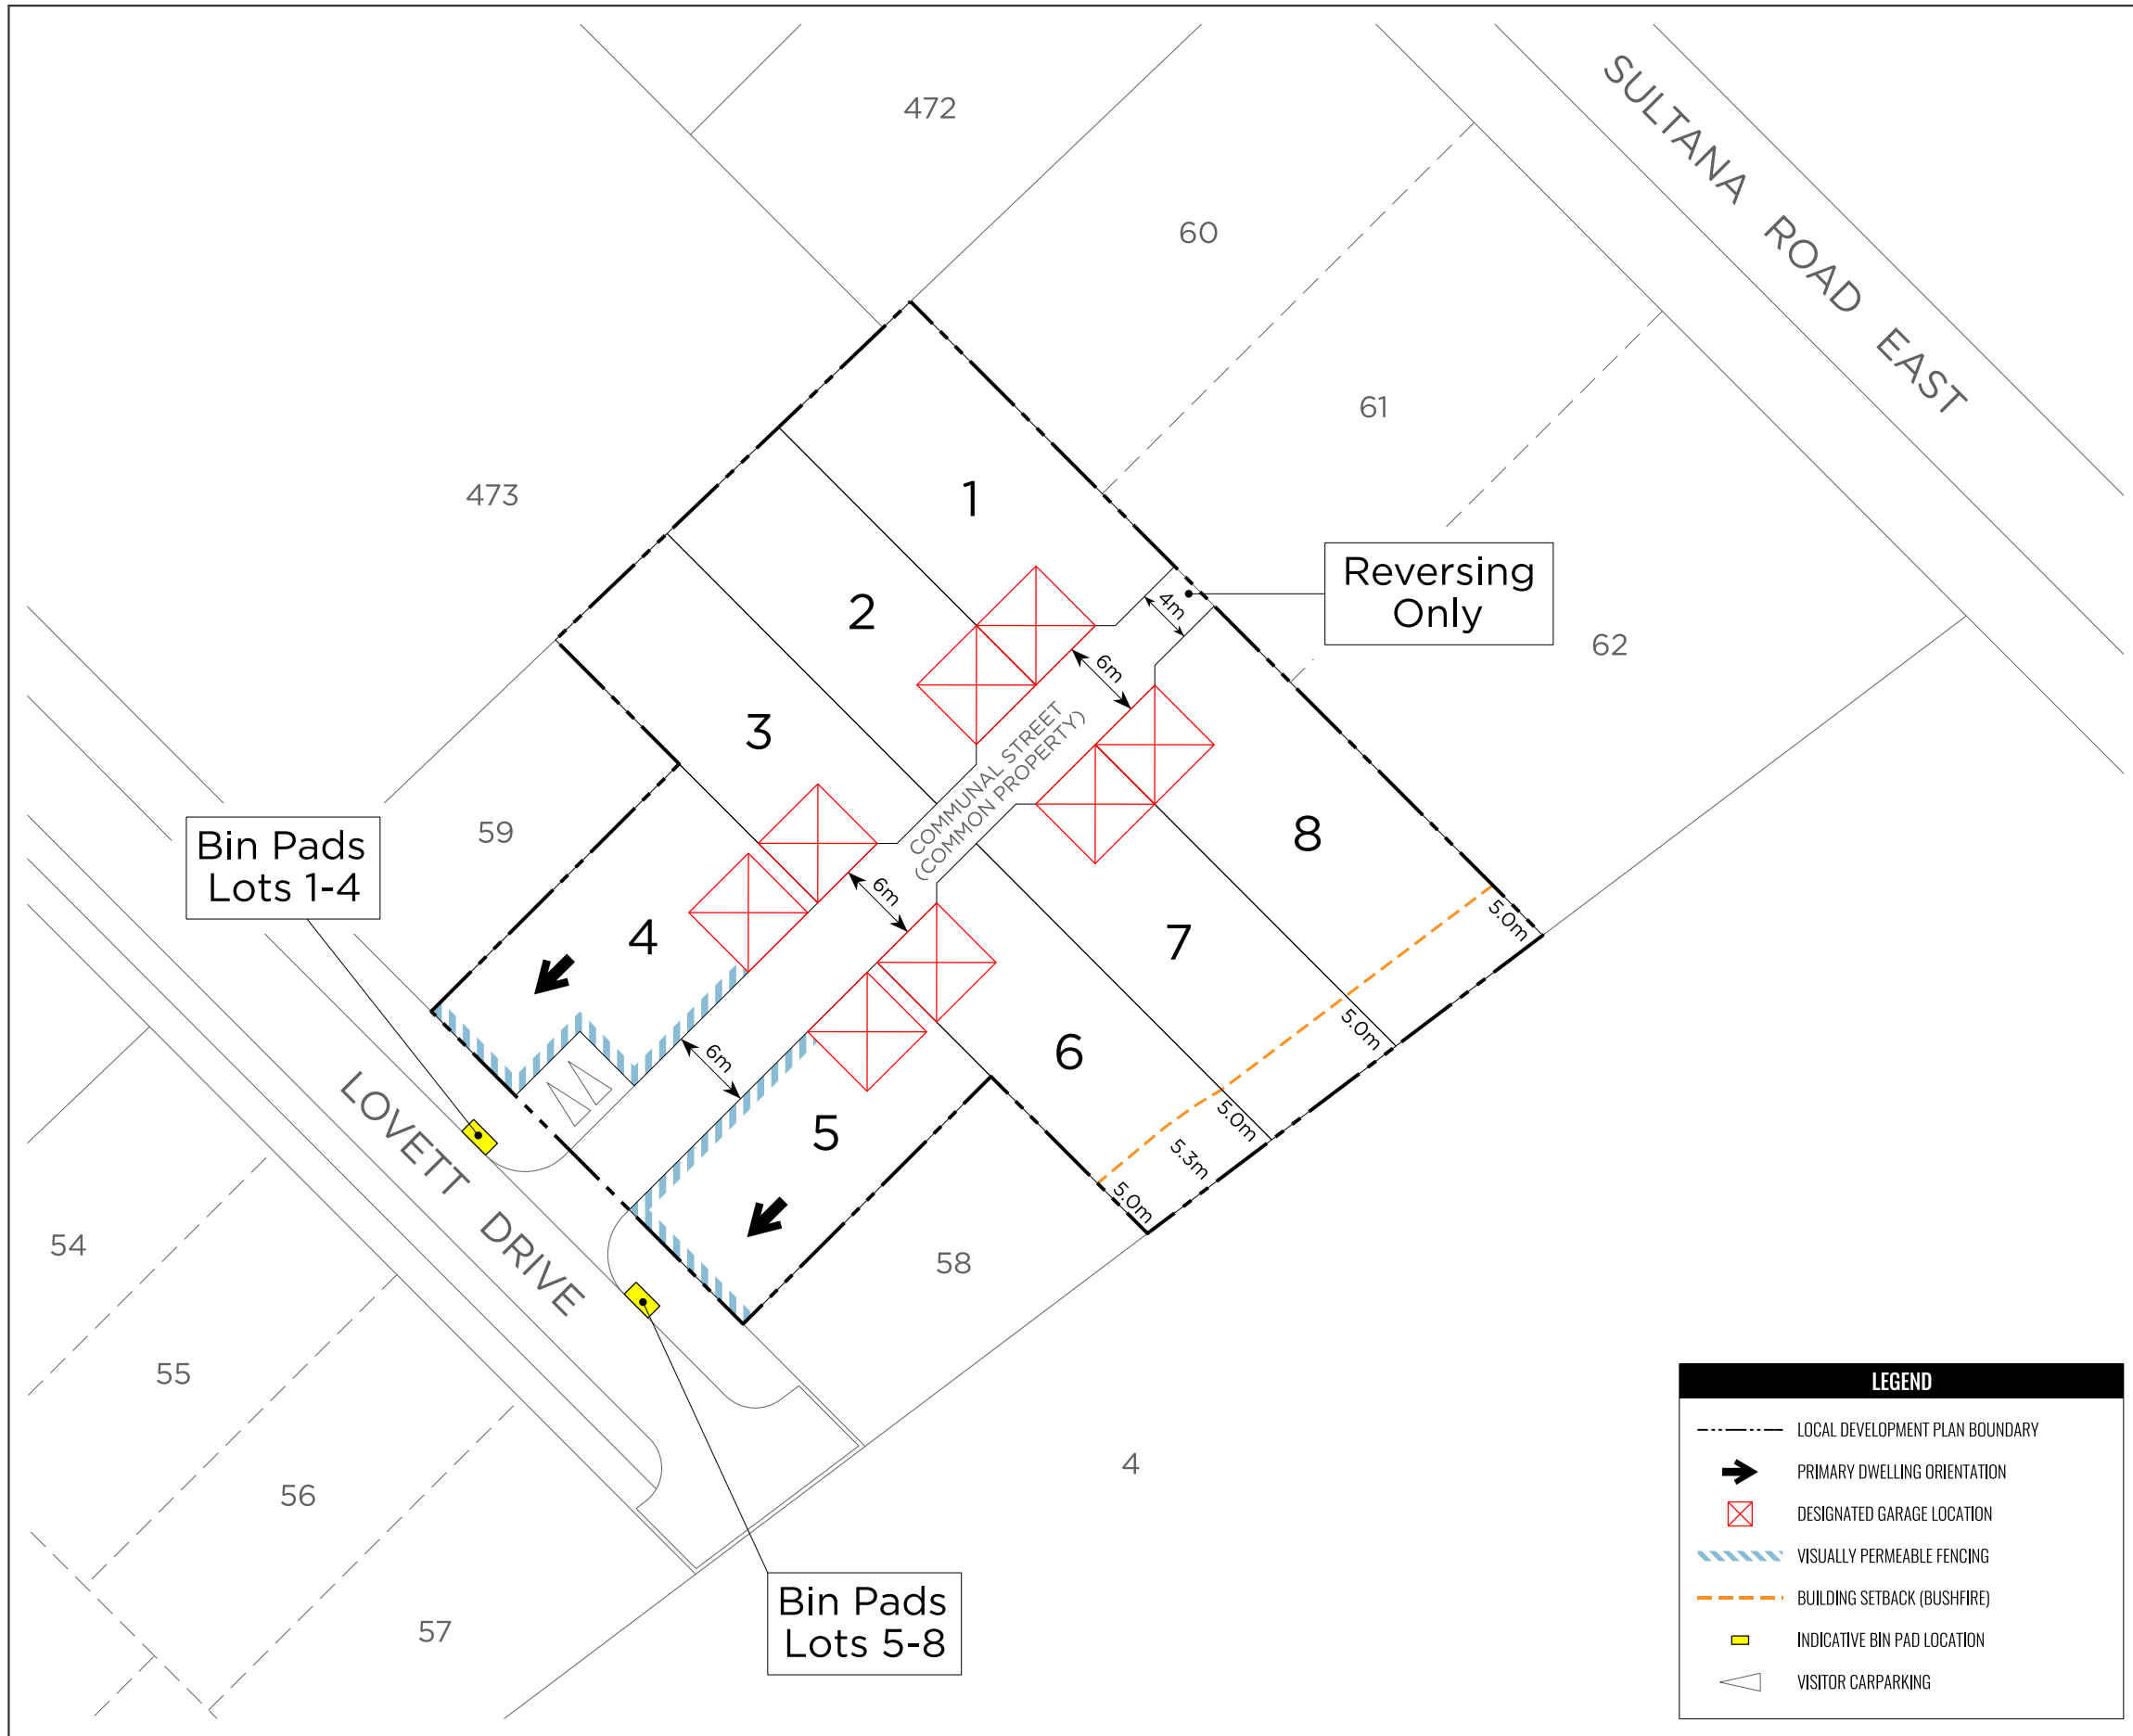 SULTANA ROAD EAST
472
60
61
62
473
59
1
2
3
4
5
6
7
8
Reversing
Only
4m
6m
COMMUNAL STREET
(COMMON PROPERTY)
6m
6m
Bin Pads
Lots 1-4
5.0m
5.0m
5.0m
5.3m
5.0m
LOVETT DRIVE
58
54
55
56
57
4
Bin Pads
Lots 5-8
LEGEND
LOCAL DEVELOPMENT PLAN BOUNDARY
PRIMARY DWELLING ORIENTATION
DESIGNATED GARAGE LOCATION
VISUALLY PERMEABLE FENCING
BUILDING SETBACK (BUSHFIRE)
INDICATIVE BIN PAD LOCATION
VISITOR CARPARKING